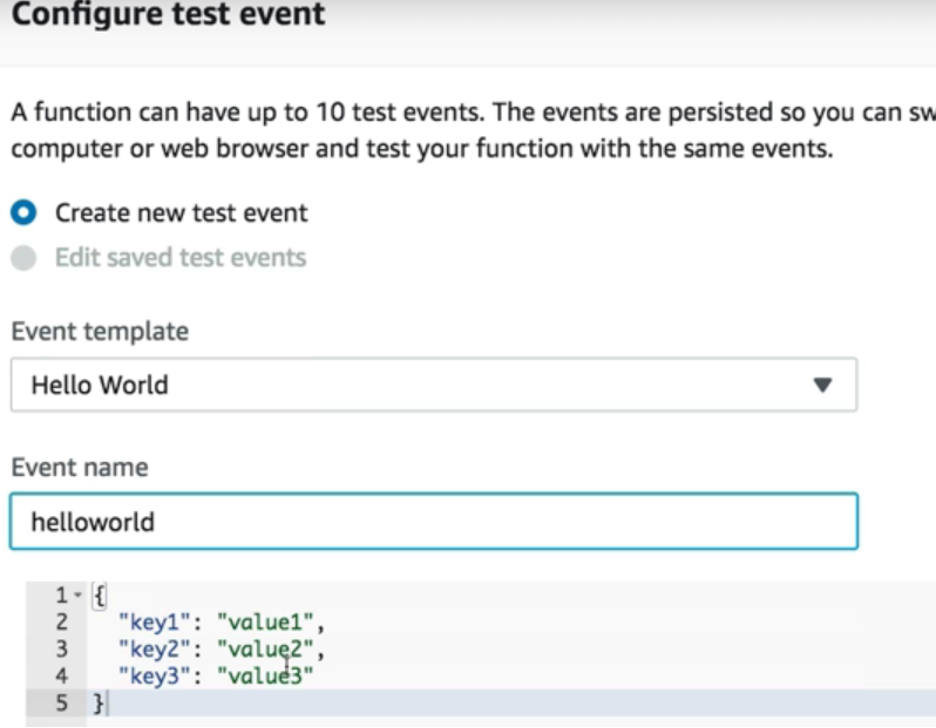 Configure test event
A function can have up to 10 test events. The events are persisted so you can sw
computer or web browser and test your function with the same events.
Create new test event
Edit saved test events
Event template
Hello World
Event name
helloworld
1 {
2 "key1": "value1",
3 "key2": "value2",
4 "key3": "value3"
5 }